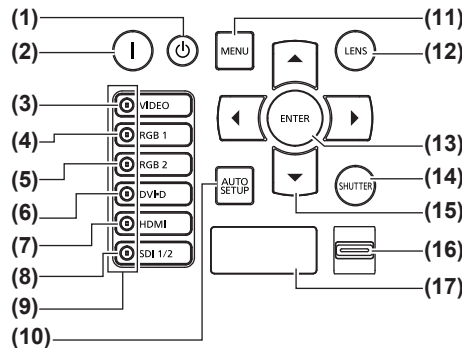 (1)
(2)
(3)
(4)
(5)
(6)
(7)
(8)
(9)
(10)
VIDEO
RGB 1
RGB 2
DVI-D
HDMI
SDI 1/2
MENU
ENTER
AUTO
SETUP
LENS
SHUTTER
(11)
(12)
(13)
(14)
(15)
(16)
(17)